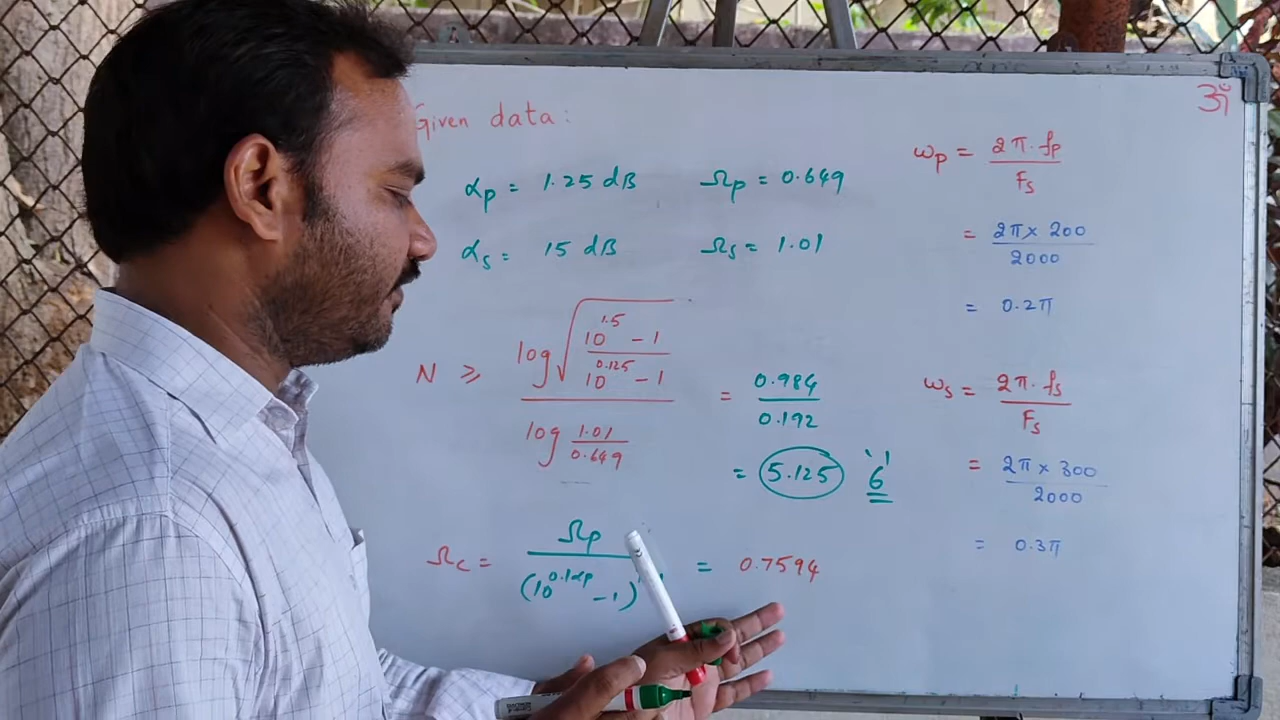 Given data:
αp = 1.25 dB Ωp = 0.649
αs = 15 dB Ωs = 1.01
N ≥ log √((10^1.5 - 1)/(10^0.125 - 1)) / log (1.01/0.649) = 0.984/0.192
= 5.125 6
Ωc = Ωp / (10^0.1αp - 1) = 0.7594
ॐ
ωp = 2π.fp / Fs
= 2π x 200 / 2000
= 0.2π
ωs = 2π.fs / Fs
= 2π x 300 / 2000
= 0.3π